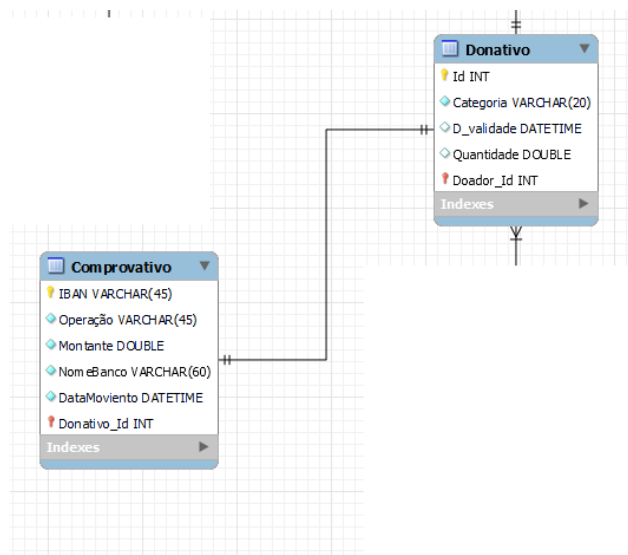 Donativo
Id INT
Categoria VARCHAR(20)
D_validade DATETIME
Quantidade DOUBLE
Doador_Id INT
Indexes
Comprovativo
IBAN VARCHAR(45)
Operação VARCHAR(45)
Montante DOUBLE
NomeBanco VARCHAR(60)
DataMoviento DATETIME
Donativo_Id INT
Indexes